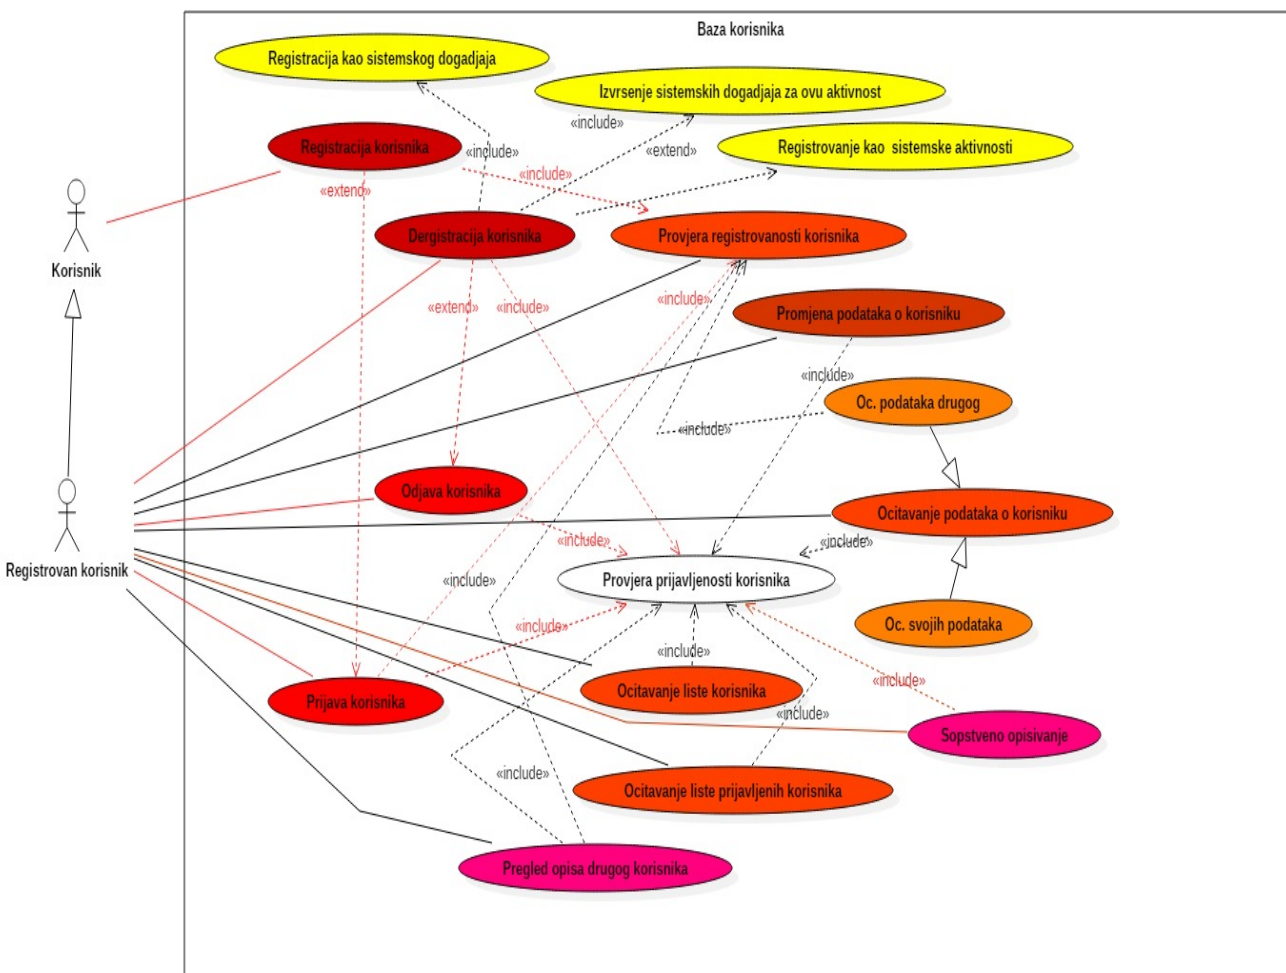 Baza korisnika
Registracija kao sistemskog dogadjaja
Izvrsenje sistemskih dogadjaja za ovu aktivnost
«include»
Registracija korisnika
«include»
«extend»
Registrovanje kao sistemske aktivnosti
«include»
«extend»
Dergistracija korisnika
Provjera registrovanosti korisnika
Korisnik
«extend»
«include»
«include»
Promjena podataka o korisniku
«include»
Oc. podataka drugog
«include»
Odjava korisnika
Ocitavanje podataka o korisniku
«include»
«include»
Registrovan korisnik
«include»
Provjera prijavljenosti korisnika
«include»
Oc. svojih podataka
«include»
«include»
Prijava korisnika
Ocitavanje liste korisnika
«include»
Sopstveno opisivanje
«include»
Ocitavanje liste prijavljenih korisnika
Pregled opisa drugog korisnika